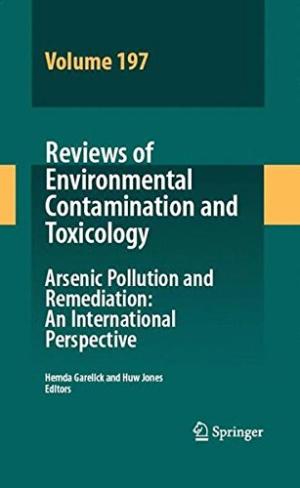 Volume 197
Reviews of
Environmental
Contamination and
Toxicology
Arsenic Pollution and
Remediation:
An International
Perspective
Hemda Garelick and Huw Jones
Editors
Springer